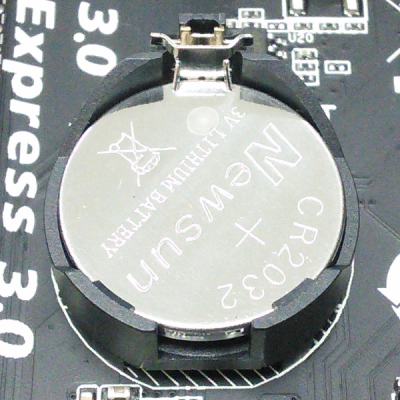 3.0
Express 3.0
U20
3V LITHIUM BATTERY
Newsun
+
CR2032